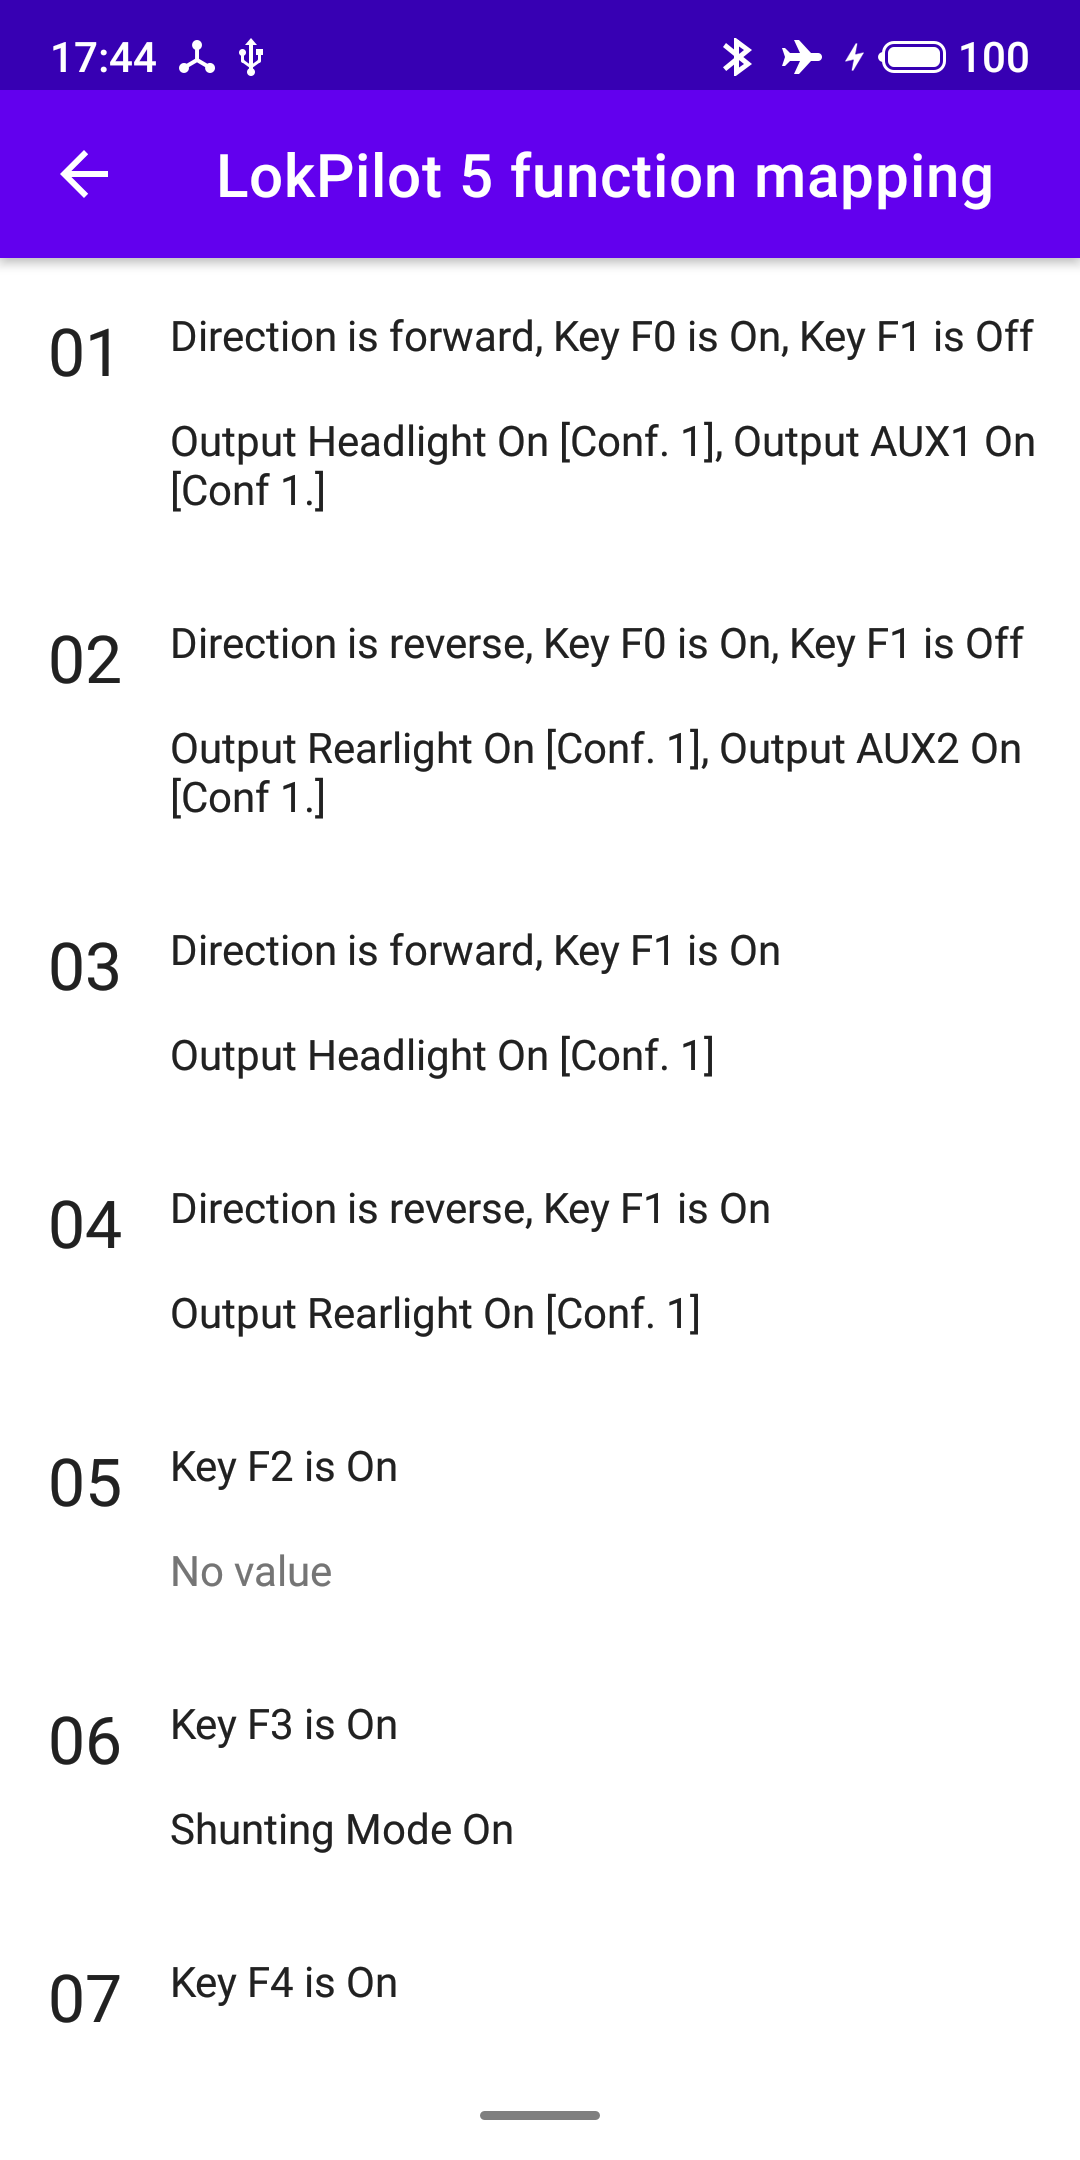 17:44 100
LokPilot 5 function mapping
01 Direction is forward, Key F0 is On, Key F1 is Off
Output Headlight On [Conf. 1], Output AUX1 On
[Conf 1.]
02 Direction is reverse, Key F0 is On, Key F1 is Off
Output Rearlight On [Conf. 1], Output AUX2 On
[Conf 1.]
03 Direction is forward, Key F1 is On
Output Headlight On [Conf. 1]
04 Direction is reverse, Key F1 is On
Output Rearlight On [Conf. 1]
05 Key F2 is On
No value
06 Key F3 is On
Shunting Mode On
07 Key F4 is On